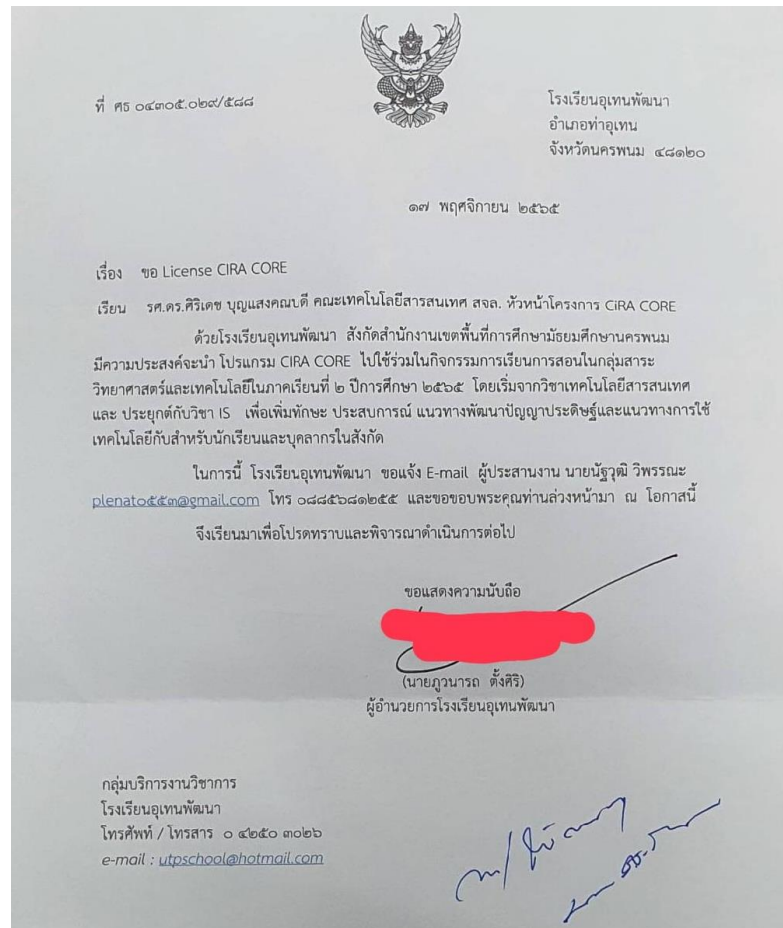 ที่ ศธ ๐๔๓๐๕.๐๒๙/๕๘๘
โรงเรียนอุเทนพัฒนา
อำเภอท่าอุเทน
จังหวัดนครพนม ๔๘๑๒๐
๑๗ พฤศจิกายน ๒๕๖๕
เรื่อง ขอ License CIRA CORE
เรียน รศ.ดร.ศิริเดช บุญแสงคณบดี คณะเทคโนโลยีสารสนเทศ สจล. หัวหน้าโครงการ CiRA CORE
ด้วยโรงเรียนอุเทนพัฒนา สังกัดสำนักงานเขตพื้นที่การศึกษามัธยมศึกษานครพนม
มีความประสงค์จะนำ โปรแกรม CIRA CORE ไปใช้ร่วมในกิจกรรมการเรียนการสอนในกลุ่มสาระ
วิทยาศาสตร์และเทคโนโลยีในภาคเรียนที่ ๒ ปีการศึกษา ๒๕๖๕ โดยเริ่มจากวิชาเทคโนโลยีสารสนเทศ
และ ประยุกต์กับวิชา IS เพื่อเพิ่มทักษะ ประสบการณ์ แนวทางพัฒนาปัญญาประดิษฐ์และแนวทางการใช้
เทคโนโลยีกับสำหรับนักเรียนและบุคลากรในสังกัด
ในการนี้ โรงเรียนอุเทนพัฒนา ขอแจ้ง E-mail ผู้ประสานงาน นายนัฐวุฒิ วิพรรณะ
plenato๕๕๓@gmail.com โทร ๐๘๘๕๖๘๑๒๕๕ และขอขอบพระคุณท่านล่วงหน้ามา ณ โอกาสนี้
จึงเรียนมาเพื่อโปรดทราบและพิจารณาดำเนินการต่อไป
ขอแสดงความนับถือ
(นายภูวนารถ ตั้งศิริ)
ผู้อำนวยการโรงเรียนอุเทนพัฒนา
กลุ่มบริการงานวิชาการ
โรงเรียนอุเทนพัฒนา
โทรศัพท์ / โทรสาร ๐ ๔๒๕๐ ๓๐๒๖
e-mail : utpschool@hotmail.com